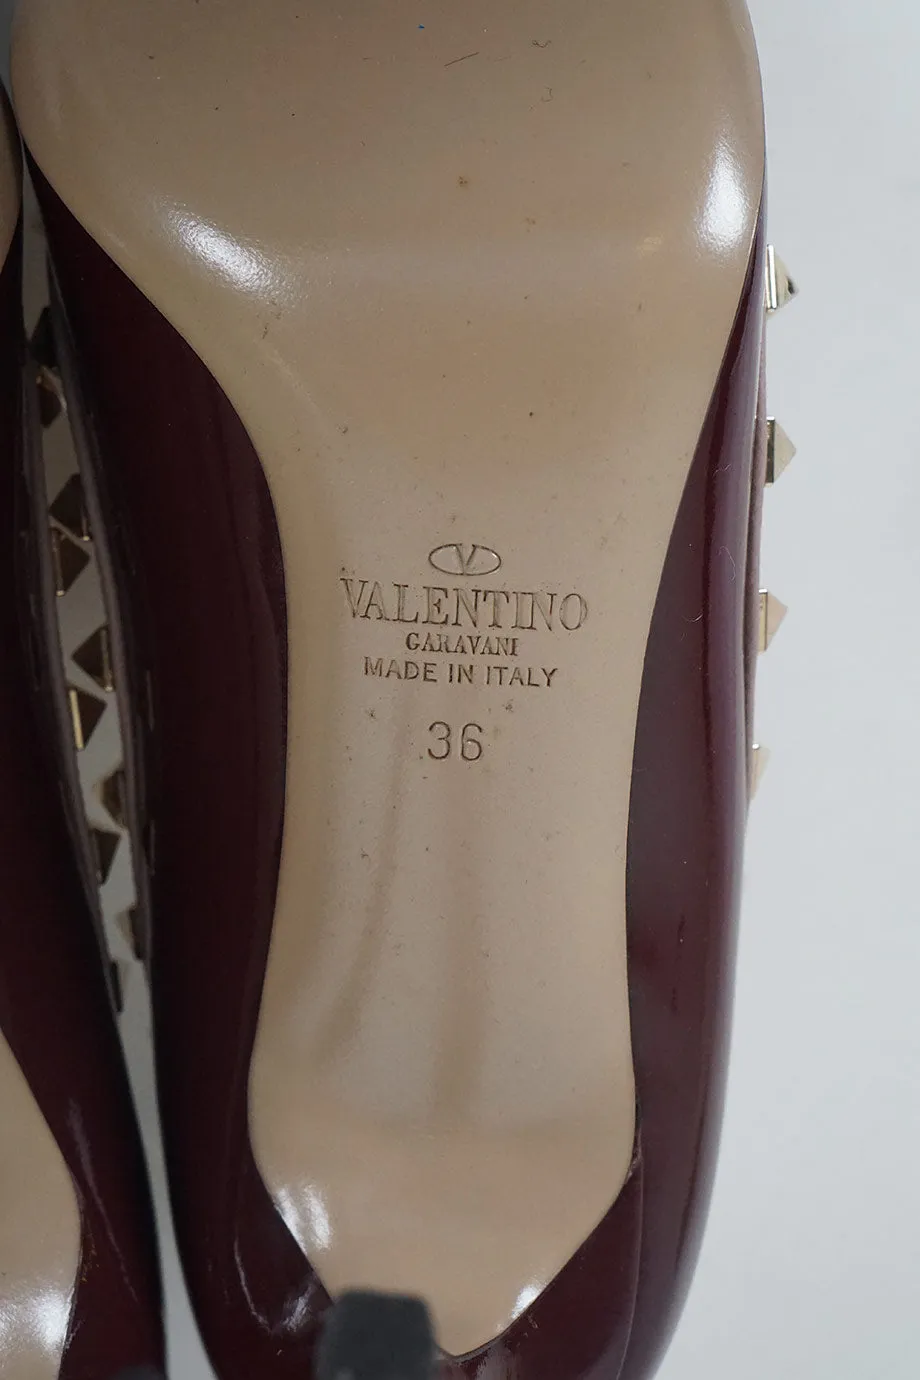 V
VALENTINO
GARAVANI
MADE IN ITALY
36